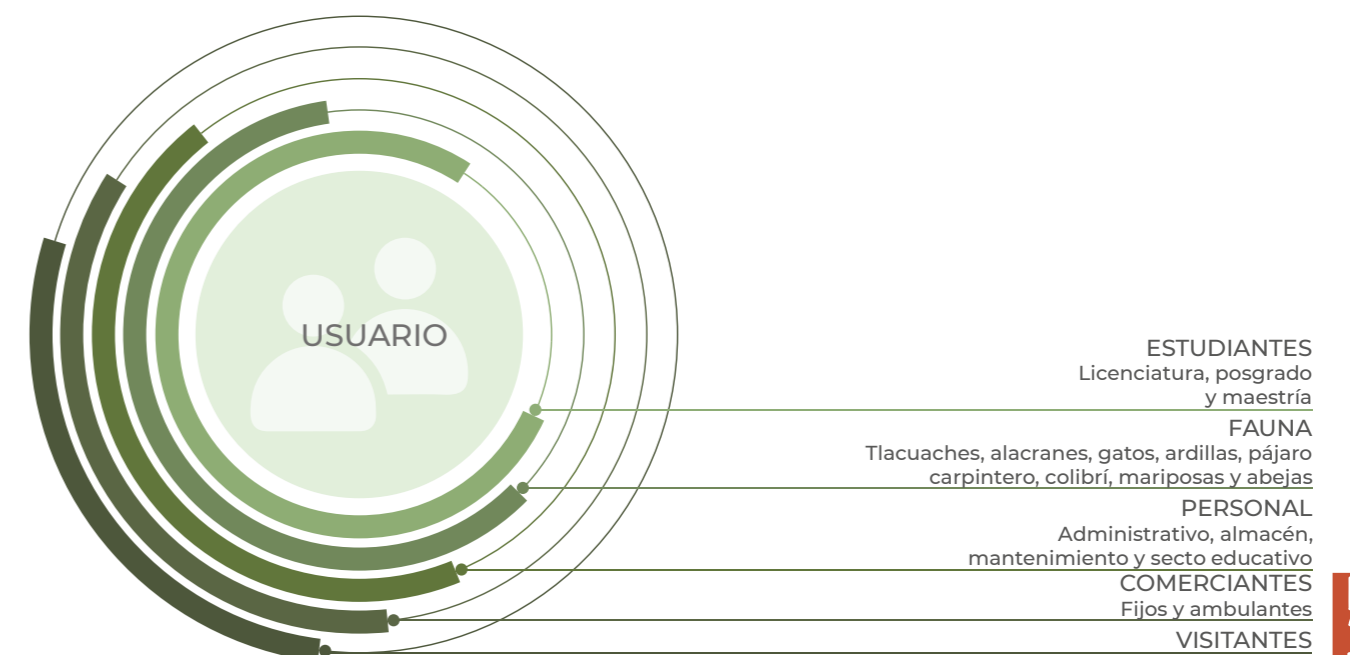 USUARIO
ESTUDIANTES
Licenciatura, posgrado
y maestría
FAUNA
Tlacuaches, alacranes, gatos, ardillas, pájaro
carpintero, colibrí, mariposas y abejas
PERSONAL
Administrativo, almacén,
mantenimiento y secto educativo
COMERCIANTES
Fijos y ambulantes
VISITANTES